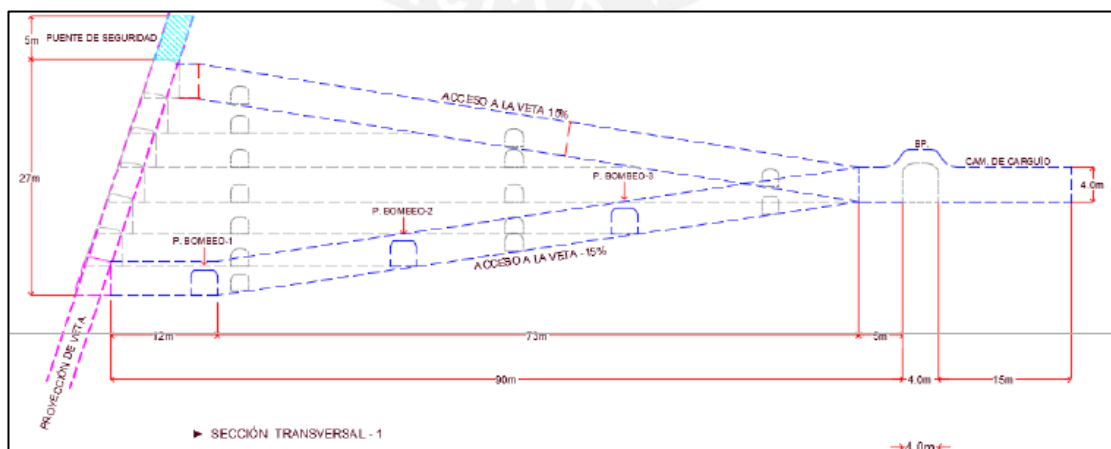 5m
PUENTE DE SEGURIDAD
ACCESO A LA VETA 15%
BP.
CAM. DE CARGUÍO
27m
4.0m
P. BOMBEO-3
P. BOMBEO-2
P. BOMBEO-1
ACCESO A LA VETA -15%
PROYECCIÓN DE VETA.
12m
73m
5m
90m
4.0m
15m
► SECCIÓN TRANSVERSAL - 1
4.0m